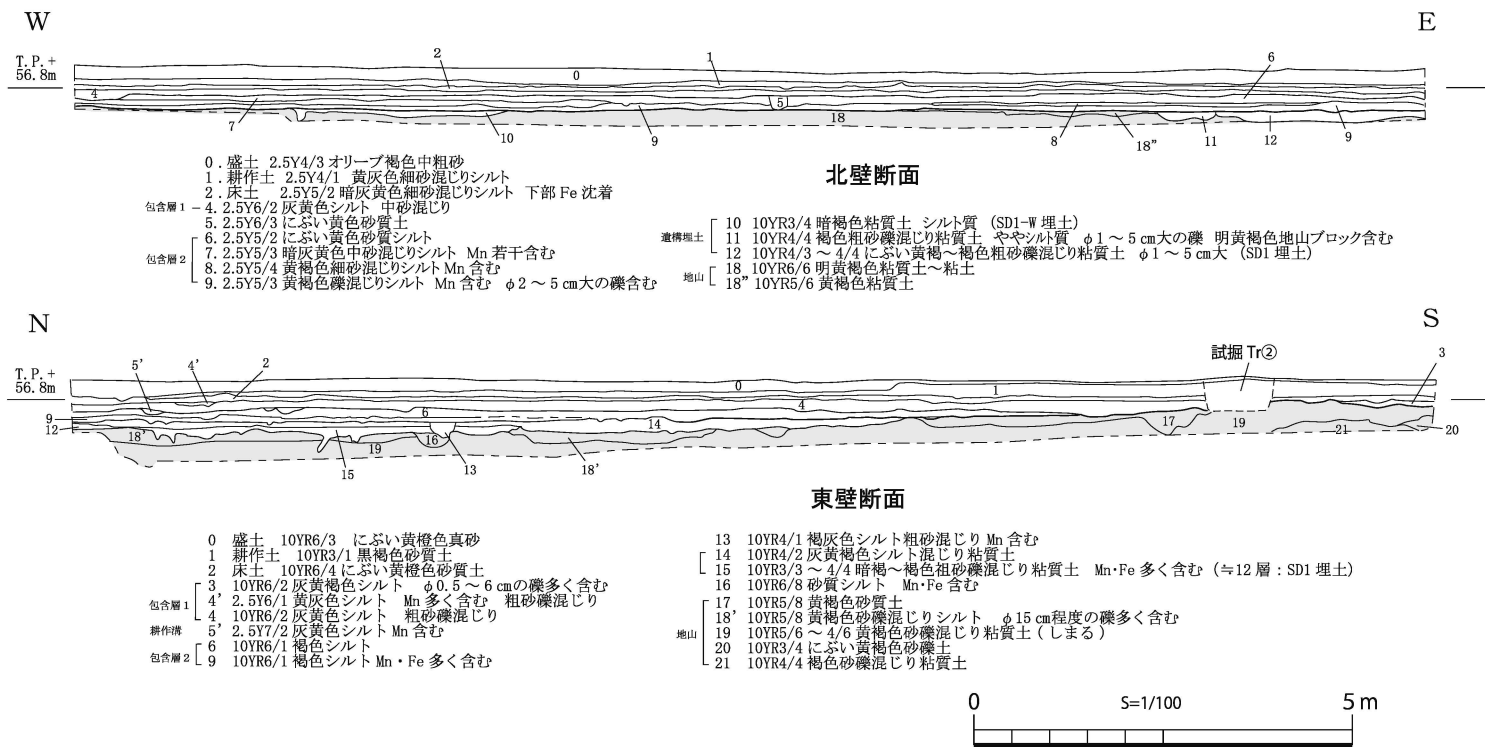 W
E
T.P.+
56.8m
2
1
6
0
4
5
18
7
10
9
8
18”
11
12
9
北壁断面
0．盛土 2.5Y4/3 オリーブ褐色中粗砂
1．耕作土 2.5Y4/1 黄灰色細砂混じりシルト
2．床土 2.5Y5/2 暗灰黄色細砂混じりシルト 下部 Fe 沈着
包含層 1 4. 2.5Y6/2 灰黄色シルト 中砂混じり
5. 2.5Y6/3 にぶい黄色砂質土
6. 2.5Y5/2 にぶい黄色砂質シルト
7. 2.5Y5/3 暗灰黄色中砂混じりシルト Mn 若干含む
包含層 2
8. 2.5Y5/4 黄褐色細砂混じりシルト Mn 含む
9. 2.5Y5/3 黄褐色礫混じりシルト Mn 含む φ2～5㎝大の礫含む
10 10YR3/4 暗褐色粘質土 シルト質 (SD1-W 埋土)
遺構埋土 11 10YR4/4 褐色粗砂礫混じり粘質土 ややシルト質 φ1～5㎝大の礫 明黄褐色地山ブロック含む
12 10YR4/3～4/4 にぶい黄褐～褐色粗砂礫混じり粘質土 φ1～5㎝大 (SD1 埋土)
地山 18 10YR6/6 明黄褐色粘質土～粘土
18” 10YR5/6 黄褐色粘質土
N
S
T.P.+
56.8m
5’
4’
2
試掘 Tr②
3
0
1
4
6
9
12
18’
14
16
19
15
13
18’
17
19
21
20
東壁断面
0 盛土 10YR6/3 にぶい黄橙色真砂
1 耕作土 10YR3/1 黒褐色砂質土
2 床土 10YR6/4 にぶい黄橙色砂質土
3 10YR6/2 灰黄褐色シルト φ0.5～6㎝の礫多く含む
包含層 1 4’ 2.5Y6/1 黄灰色シルト Mn 多く含む 粗砂礫混じり
4 10YR6/2 灰黄色シルト 粗砂礫混じり
耕作溝 5’ 2.5Y7/2 灰黄色シルト Mn 含む
包含層 2 6 10YR6/1 褐色シルト
9 10YR6/1 褐色シルト Mn・Fe 多く含む
13 10YR4/1 褐灰色シルト粗砂混じり Mn 含む
14 10YR4/2 灰黄褐色シルト混じり粘質土
15 10YR3/3～4/4 暗褐～褐色祖砂礫混じり粘質土 Mn・Fe 多く含む (≒12 層：SD1 埋土)
16 10YR6/8 砂質シルト Mn・Fe 含む
17 10YR5/8 黄褐色砂質土
18’ 10YR5/8 黄褐色砂礫混じりシルト φ15㎝程度の礫多く含む
地山 19 10YR5/6～4/6 黄褐色砂礫混じり粘質土 (しまる)
20 10YR3/4 にぶい黄褐色砂礫土
21 10YR4/4 褐色砂礫混じり粘質土
0
S=1/100
5 m